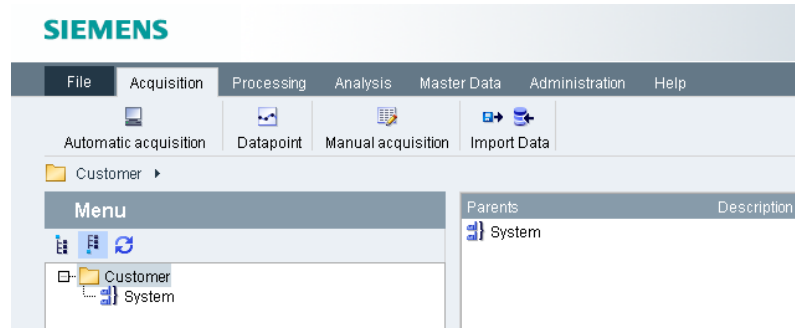 SIEMENS
File Acquisition Processing Analysis Master Data Administration Help
Automatic acquisition Datapoint Manual acquisition Import Data
Customer
Menu
Parents Description
System
Customer
System